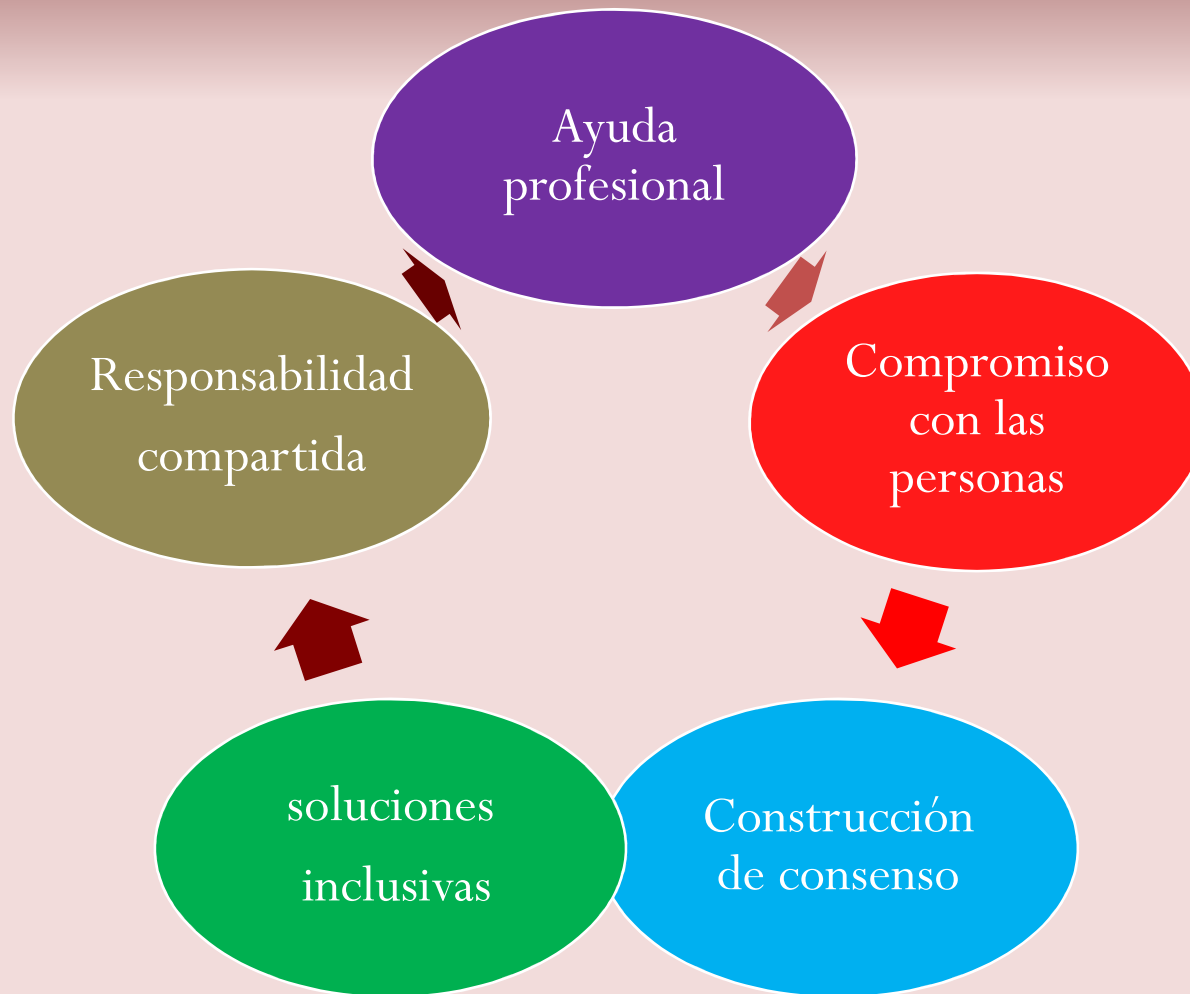 Ayuda
profesional
Compromiso
con las
personas
Construcción
de consenso
soluciones
inclusivas
Responsabilidad
compartida